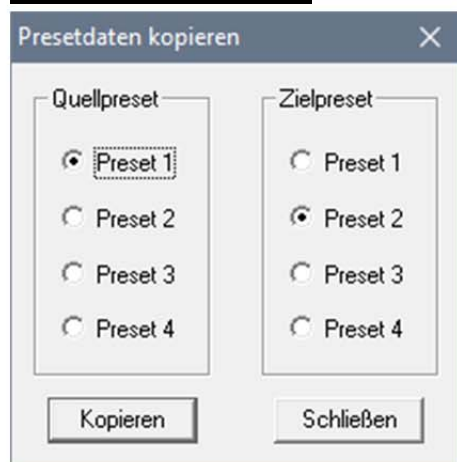 Presetdaten kopieren
Quellpreset
Preset 1
Preset 2
Preset 3
Preset 4
Zielpreset
Preset 1
Preset 2
Preset 3
Preset 4
Kopieren
Schließen